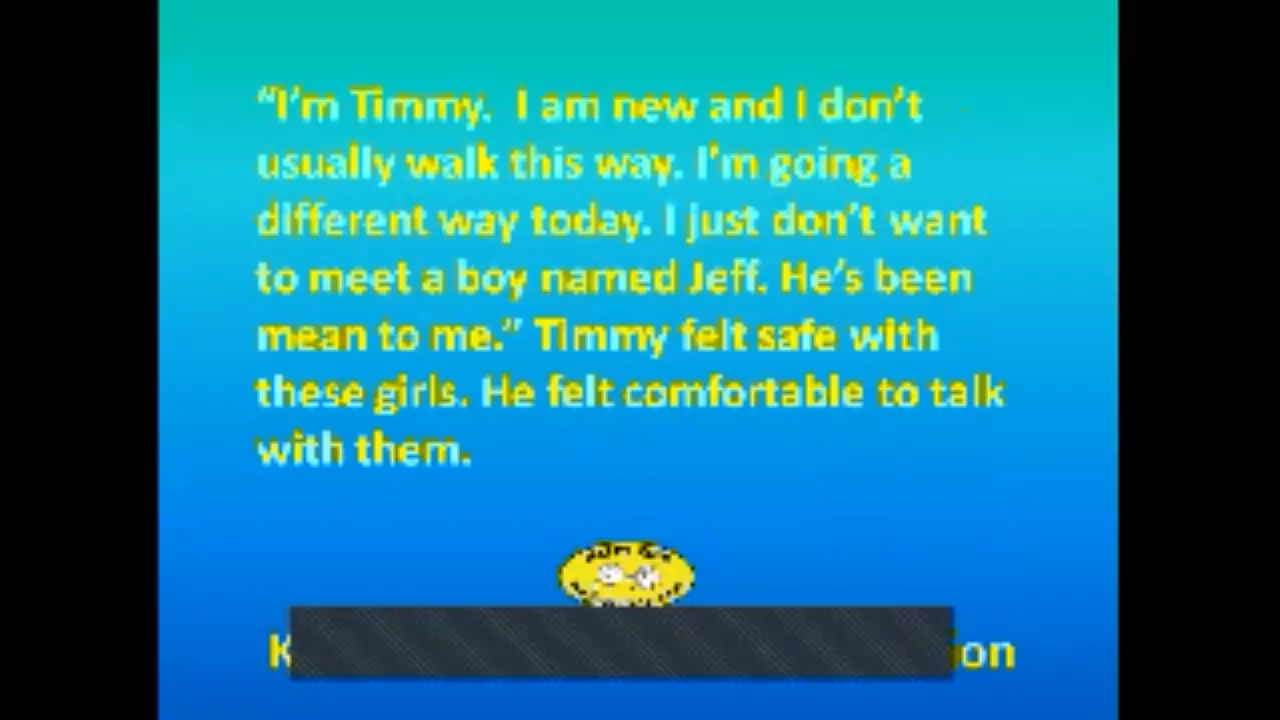 “I’m Timmy. I am new and I don’t
usually walk this way. I’m going a
different way today. I just don’t want
to meet a boy named Jeff. He’s been
mean to me.” Timmy felt safe with
these girls. He felt comfortable to talk
with them.